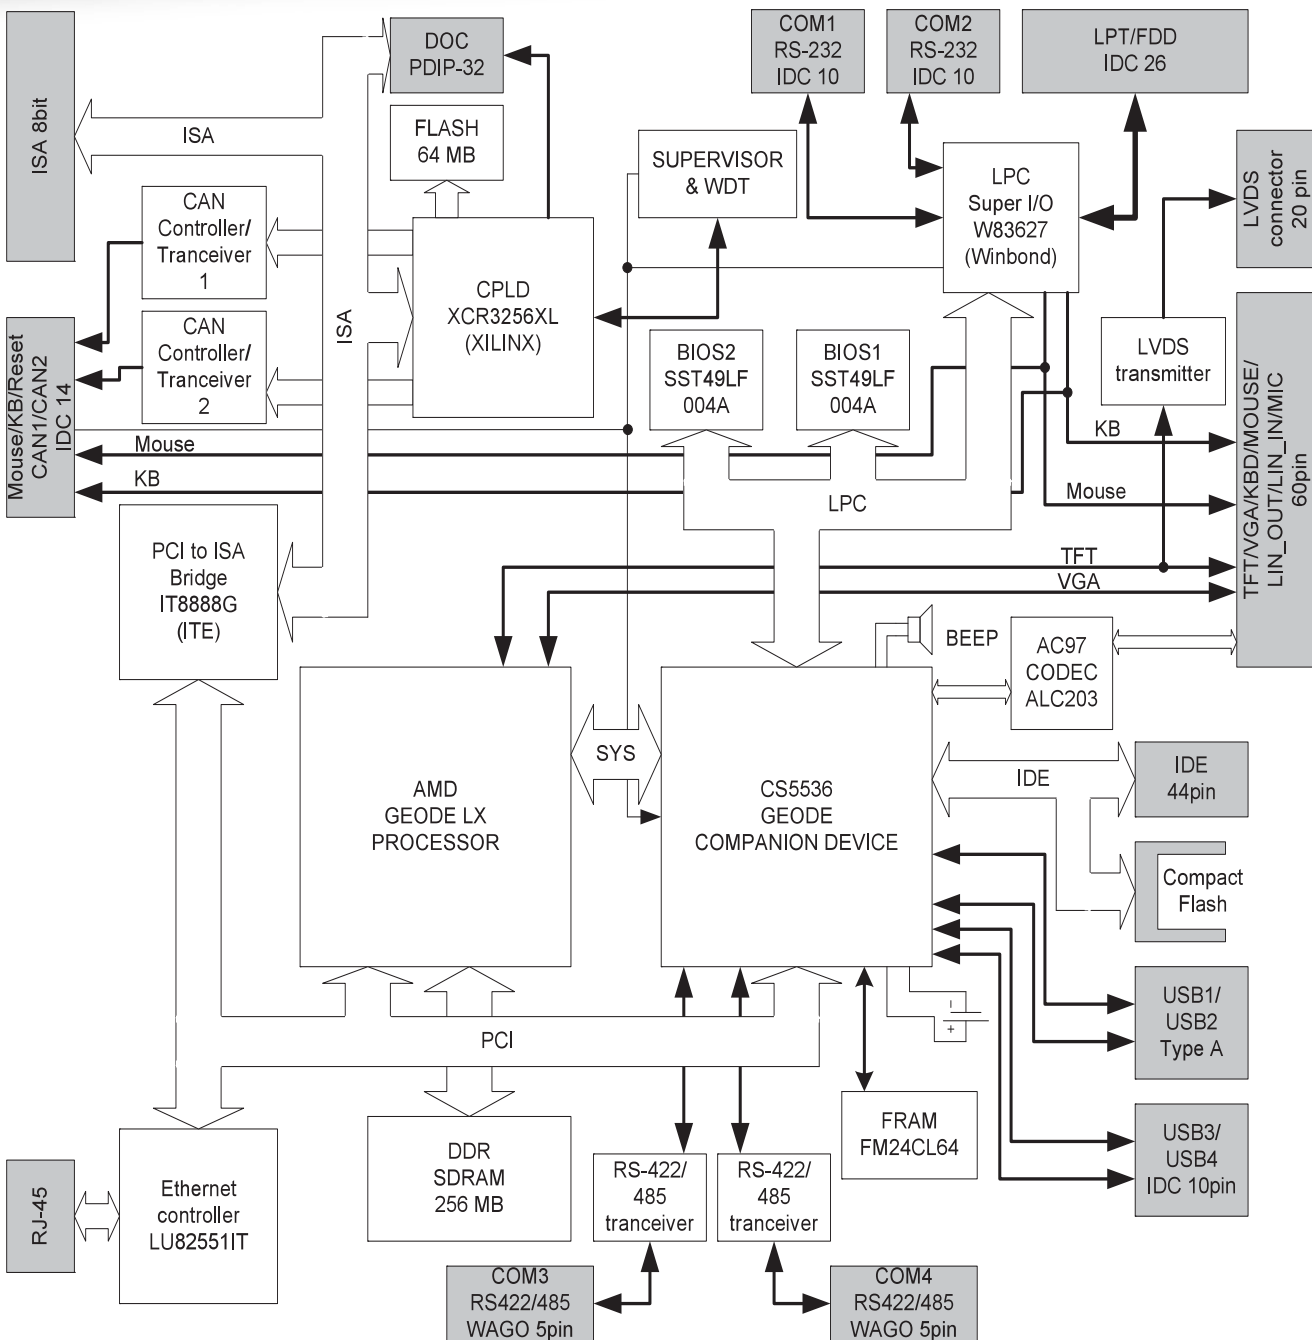 ISA 8bit
ISA
DOC
PDIP-32
FLASH
64 MB
COM1
RS-232
IDC 10
COM2
RS-232
IDC 10
LPT/FDD
IDC 26
SUPERVISOR
& WDT
LPC
Super I/O
W83627
(Winbond)
LVDS
connector
20 pin
CAN
Controller/
Tranceiver
1
CAN
Controller/
Tranceiver
2
ISA
CPLD
XCR3256XL
(XILINX)
BIOS2
SST49LF
004A
BIOS1
SST49LF
004A
LVDS
transmitter
Mouse/KB/Reset
CAN1/CAN2
IDC 14
Mouse
KB
KB
Mouse
LPC
TFT/VGA/KBD/MOUSE/
LIN_OUT/LIN_IN/MIC
60pin
PCI to ISA
Bridge
IT8888G
(ITE)
TFT
VGA
BEEP
AC97
CODEC
ALC203
AMD
GEODE LX
PROCESSOR
SYS
CS5536
GEODE
COMPANION DEVICE
IDE
IDE
44pin
Compact
Flash
PCI
-
+
USB1/
USB2
Type A
USB3/
USB4
IDC 10pin
FRAM
FM24CL64
DDR
SDRAM
256 MB
RS-422/
485
tranceiver
RS-422/
485
tranceiver
RJ-45
Ethernet
controller
LU82551IT
COM3
RS422/485
WAGO 5pin
COM4
RS422/485
WAGO 5pin